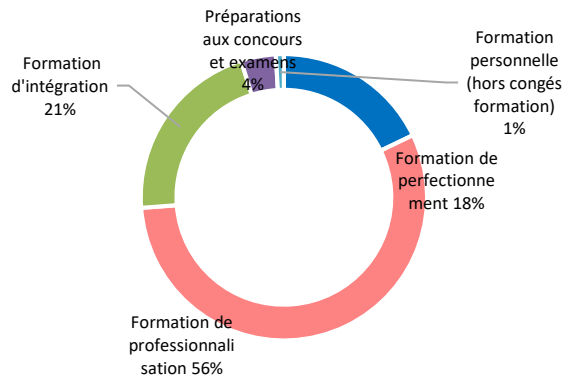 Préparations
aux concours
et examens
4%
Formation
personnelle
(hors congés
formation)
1%
Formation
d'intégration
21%
Formation de
perfectionne
ment 18%
Formation de
professionnali
sation 56%